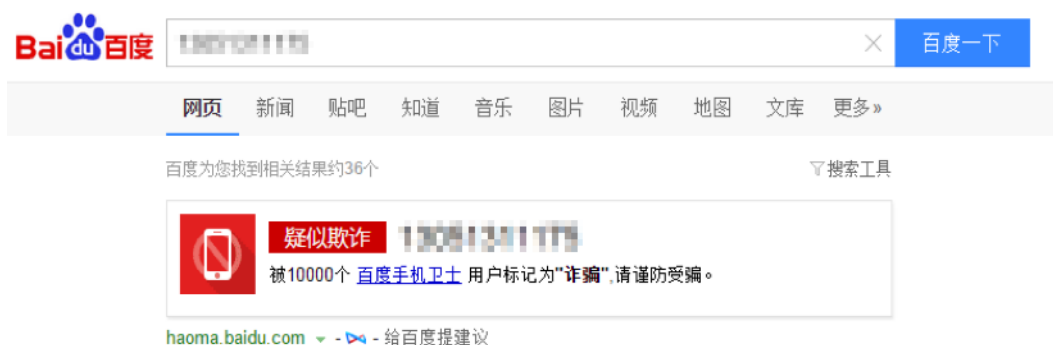 Bai du 百度 百度一下
网页 新闻 贴吧 知道 音乐 图片 视频 地图 文库 更多»
百度为您找到相关结果约36个 搜索工具
疑似欺诈
被10000个 百度手机卫士 用户标记为"诈骗",请谨防受骗。
haoma.baidu.com - - 给百度提建议